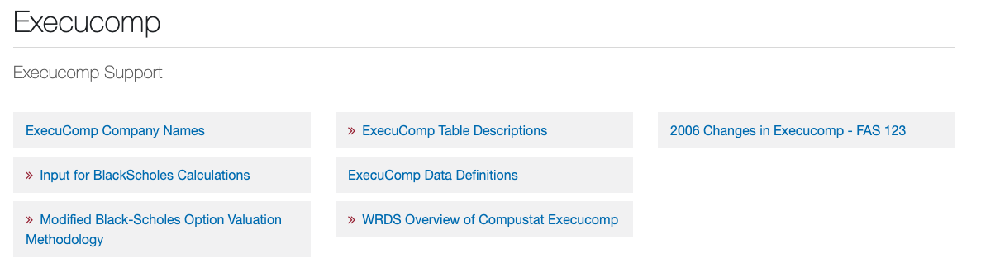 Execucomp
Execucomp Support
ExecuComp Company Names
» Input for BlackScholes Calculations
» Modified Black-Scholes Option Valuation
Methodology
» ExecuComp Table Descriptions
ExecuComp Data Definitions
» WRDS Overview of Compustat Execucomp
2006 Changes in Execucomp - FAS 123